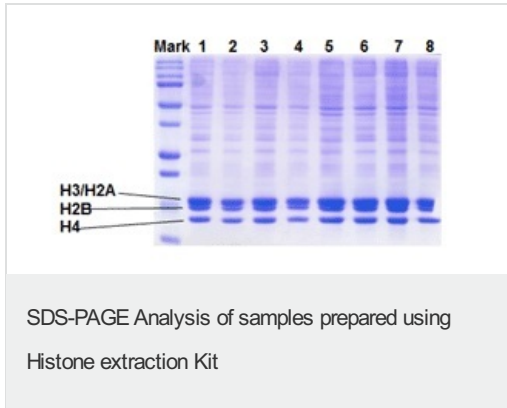 Mark 1 2 3 4 5 6 7 8
H3/H2A
H2B
H4
SDS-PAGE Analysis of samples prepared using
Histone extraction Kit